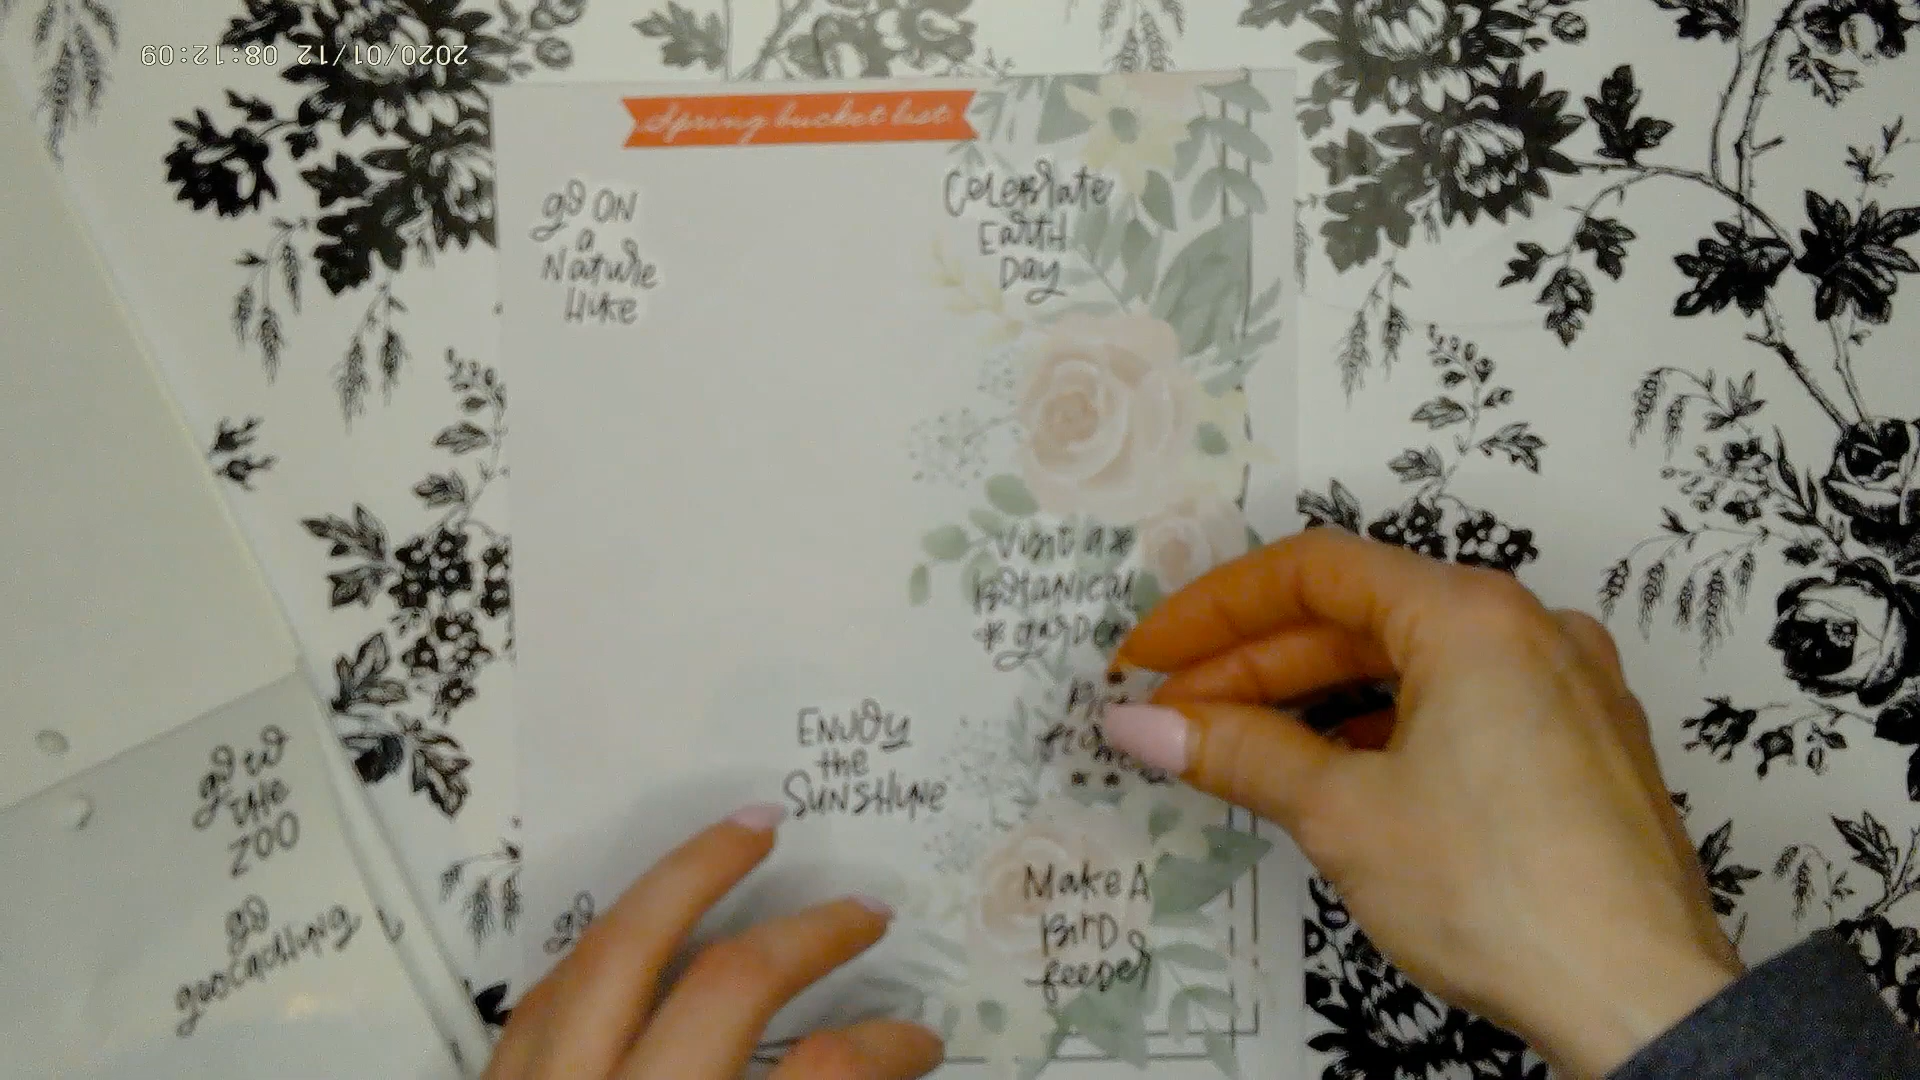 2020/01/12 08:12:09
Spring bucket list
go ON
a
Nature
Hike
Celebrate
Earth
Day
Visit a
Botanical
garden
Enjoy
the
Sunshine
Make A
Bird
feeder
go
go to
the
zoo
go
geocaching